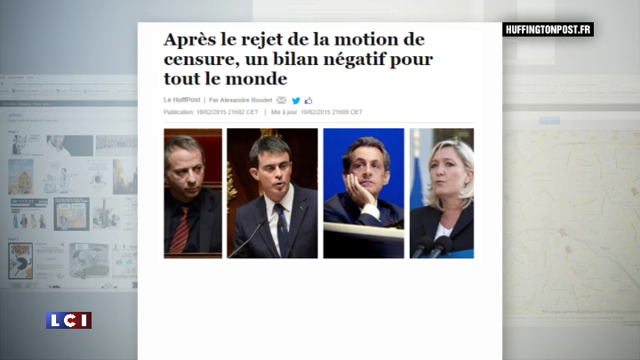 HUFFINGTONPOST.FR
Après le rejet de la motion de
censure, un bilan négatif pour
tout le monde
Le HuffPost | Par Alexandre Boudet
Publication: 19/02/2015 21h02 CET | Mis à jour: 19/02/2015 21h09 CET
LCI